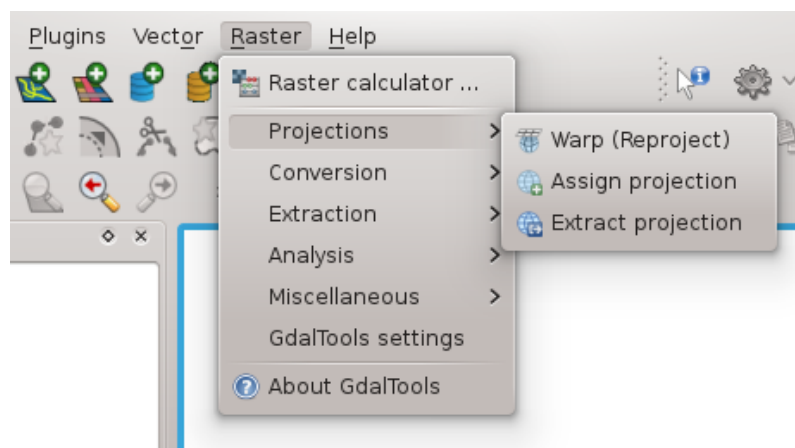 Plugins Vector Raster Help
Raster calculator ...
Projections
Warp (Reproject)
Conversion
Assign projection
Extraction
Extract projection
Analysis
Miscellaneous
GdalTools settings
About GdalTools